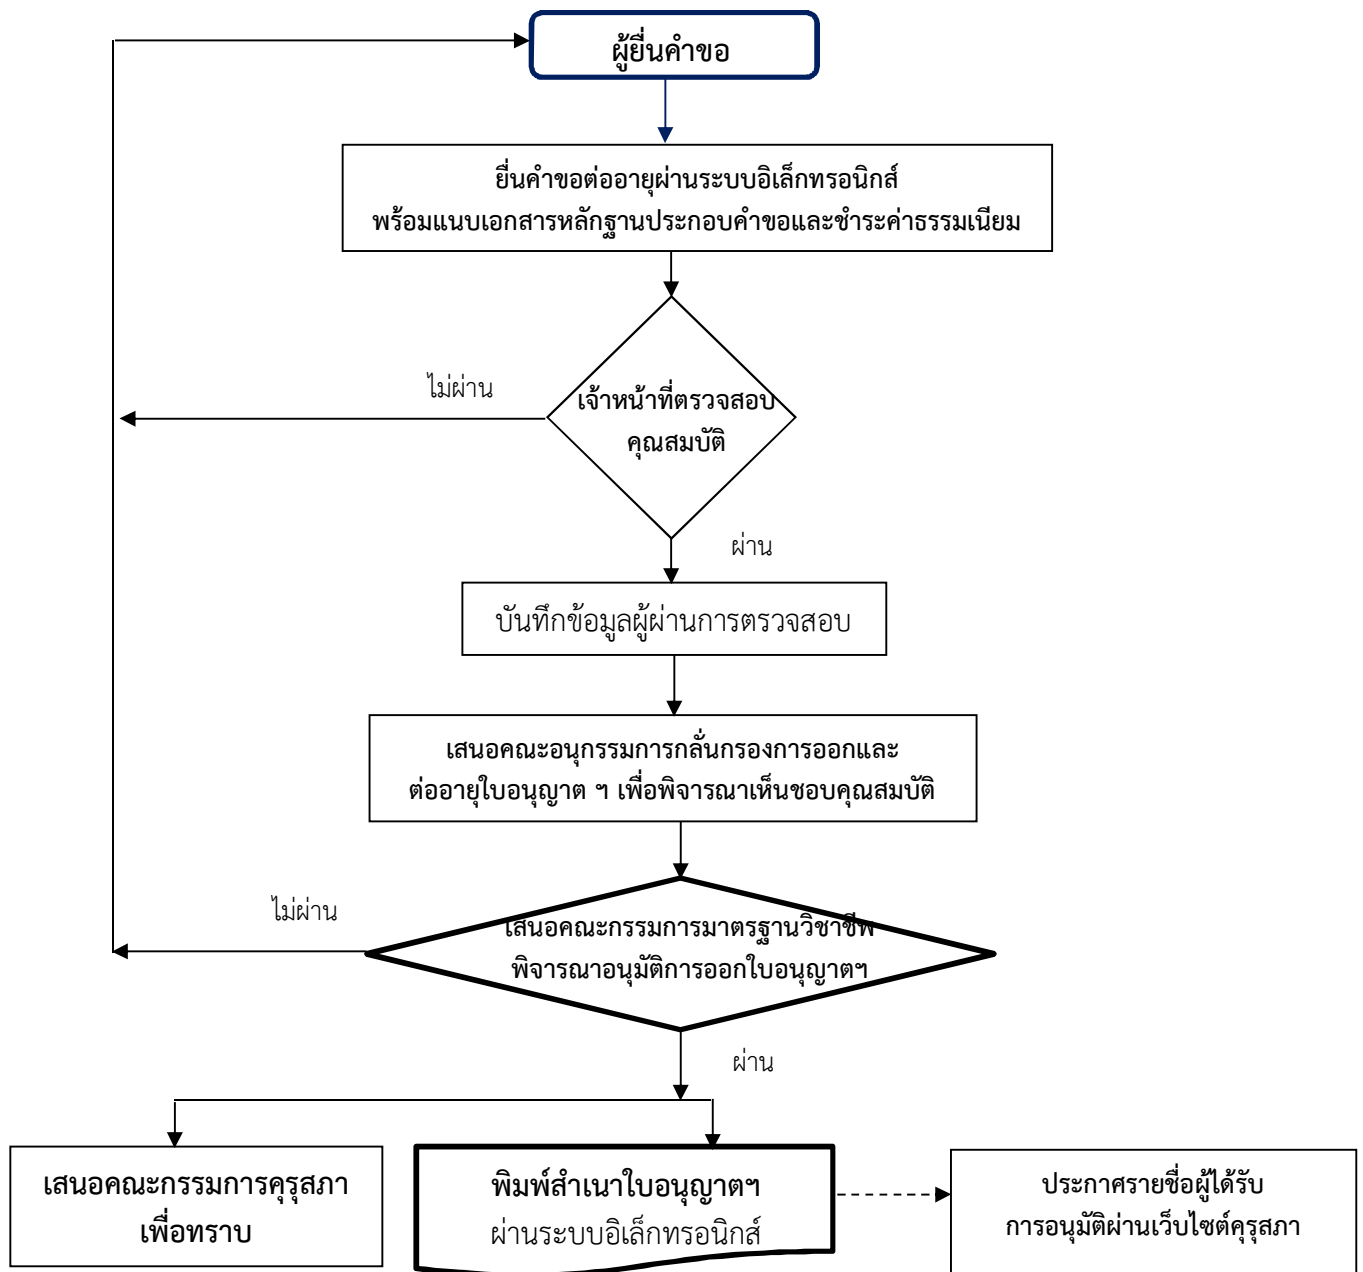 ผู้ยื่นคำขอ
ยื่นคำขอต่ออายุผ่านระบบอิเล็กทรอนิกส์
พร้อมแนบเอกสารหลักฐานประกอบคำขอและชำระค่าธรรมเนียม
ไม่ผ่าน
เจ้าหน้าที่ตรวจสอบ
คุณสมบัติ
ผ่าน
บันทึกข้อมูลผู้ผ่านการตรวจสอบ
เสนอคณะอนุกรรมการกลั่นกรองการออกและ
ต่ออายุใบอนุญาต ฯ เพื่อพิจารณาเห็นชอบคุณสมบัติ
ไม่ผ่าน
เสนอคณะกรรมการมาตรฐานวิชาชีพ
พิจารณาอนุมัติการออกใบอนุญาตฯ
ผ่าน
เสนอคณะกรรมการคุรุสภา
เพื่อทราบ
พิมพ์สำเนาใบอนุญาตฯ
ผ่านระบบอิเล็กทรอนิกส์
ประกาศรายชื่อผู้ได้รับ
การอนุมัติผ่านเว็บไซต์คุรุสภา